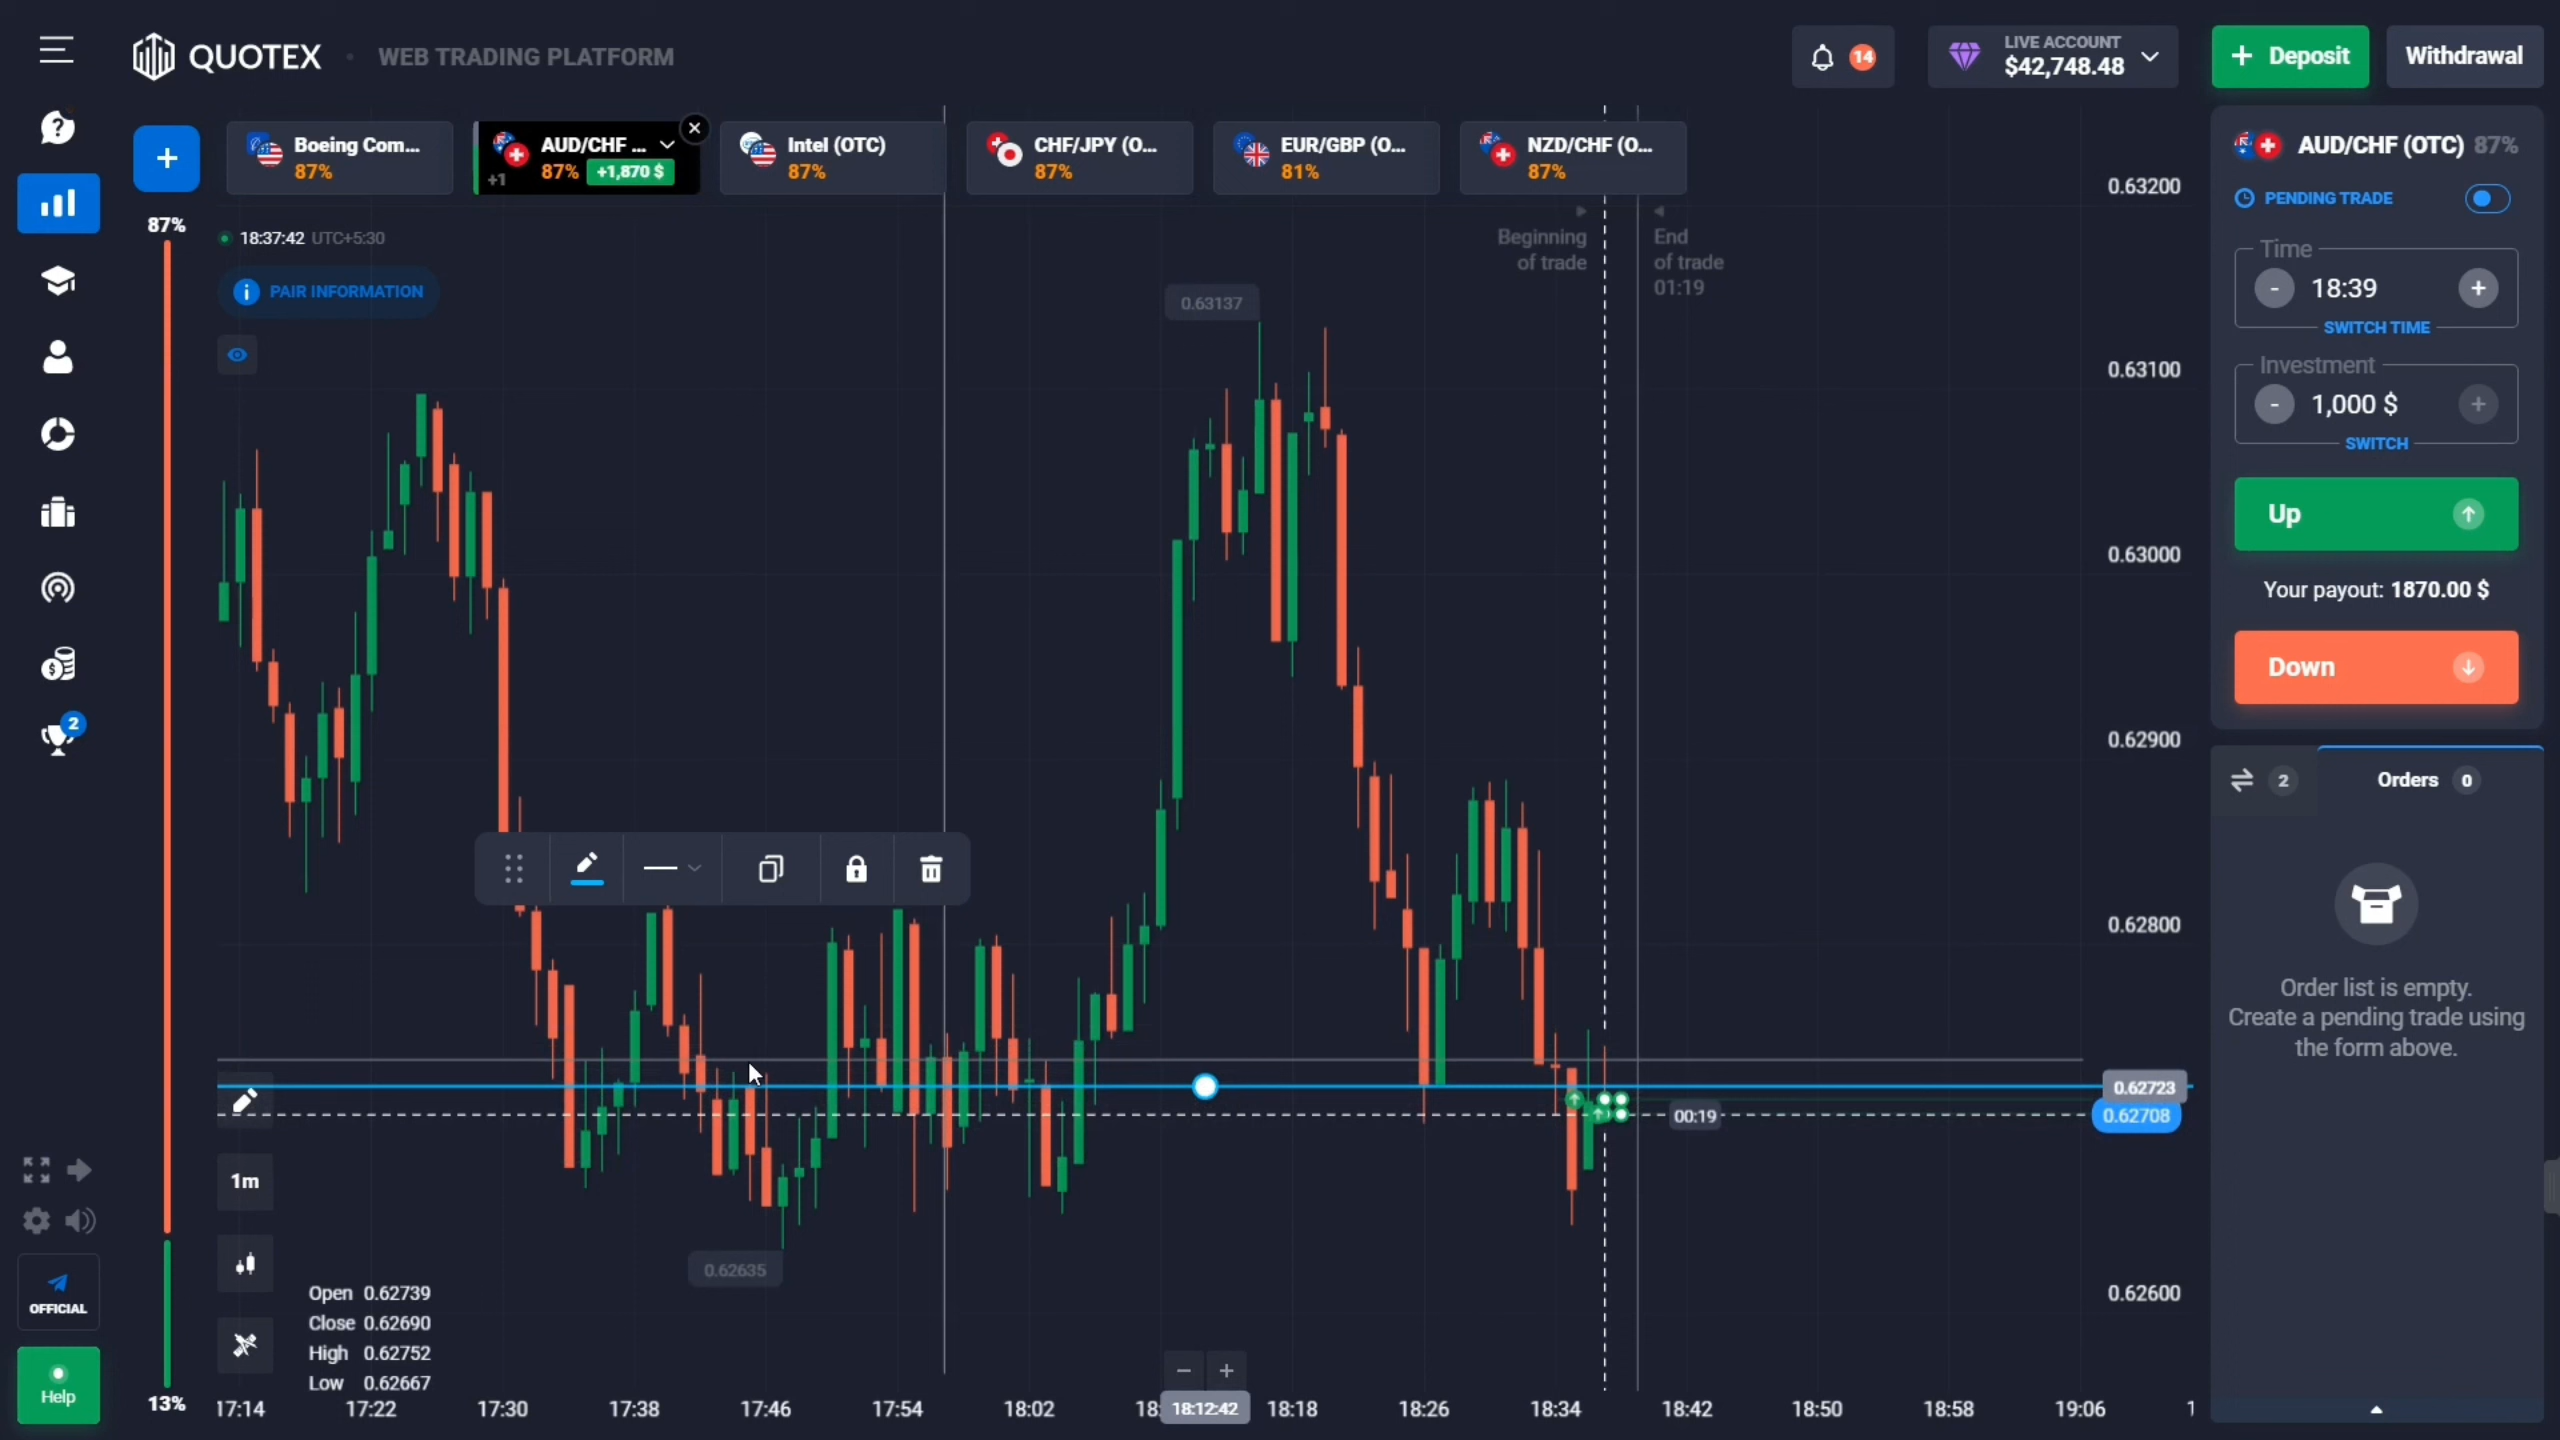 QUOTEX
WEB TRADING PLATFORM
14
LIVE ACCOUNT
$42,748.48
+ Deposit
Withdrawal
?
+
Boeing Com...
87%
AUD/CHF ...
87% +1,870 $
+1
Intel (OTC)
87%
CHF/JPY (O...
87%
EUR/GBP (O...
81%
NZD/CHF (O...
87%
87%
18:37:42 UTC+5:30
PAIR INFORMATION
Beginning
of trade
End
of trade
01:19
0.63137
0.63200
0.63100
0.63000
0.62900
0.62800
0.62723
0.62708
0.62600
00:19
0.62635
1m
Open 0.62739
Close 0.62690
High 0.62752
Low 0.62667
13%
17:14
17:22
17:30
17:38
17:46
17:54
18:02
18:
18:12:42
18:18
18:26
18:34
18:42
18:50
18:58
19:06
1
2
OFFICIAL
Help
AUD/CHF (OTC) 87%
PENDING TRADE
Time
- 18:39 +
SWITCH TIME
Investment
- 1,000 $ +
SWITCH
Up
Your payout: 1870.00 $
Down
2
Orders 0
Order list is empty.
Create a pending trade using
the form above.